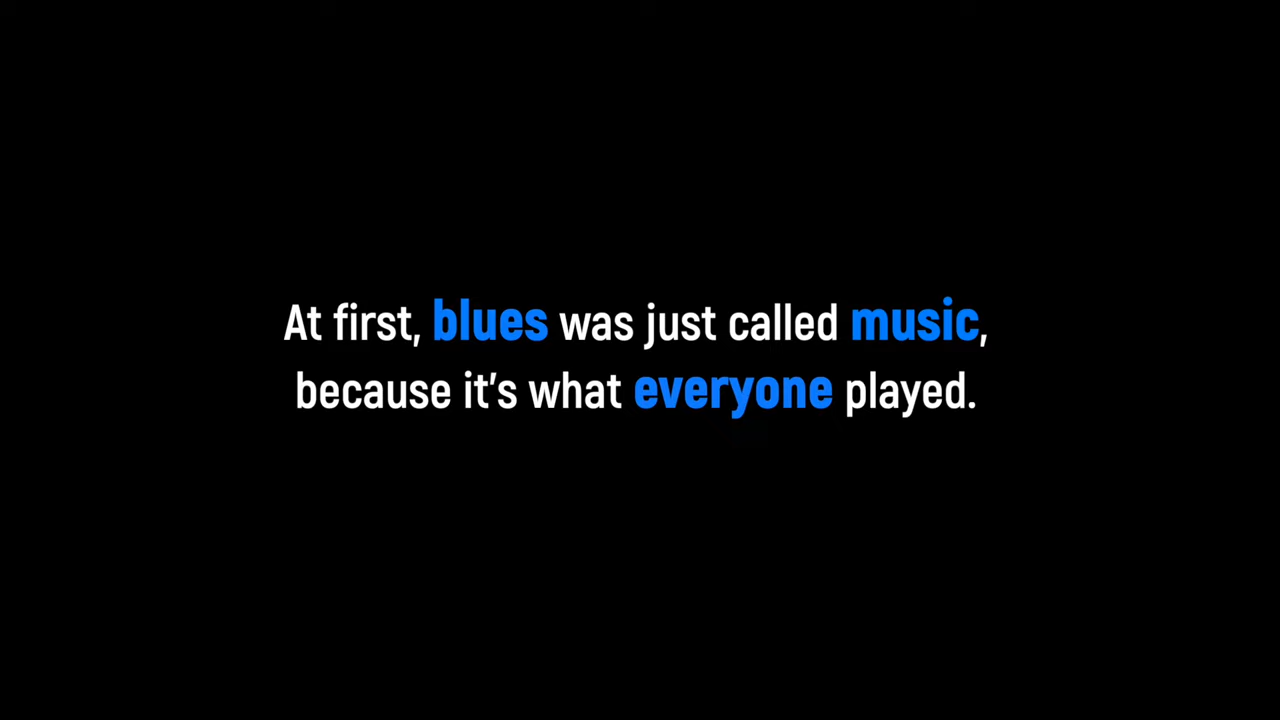 At first, blues was just called music,
because it's what everyone played.